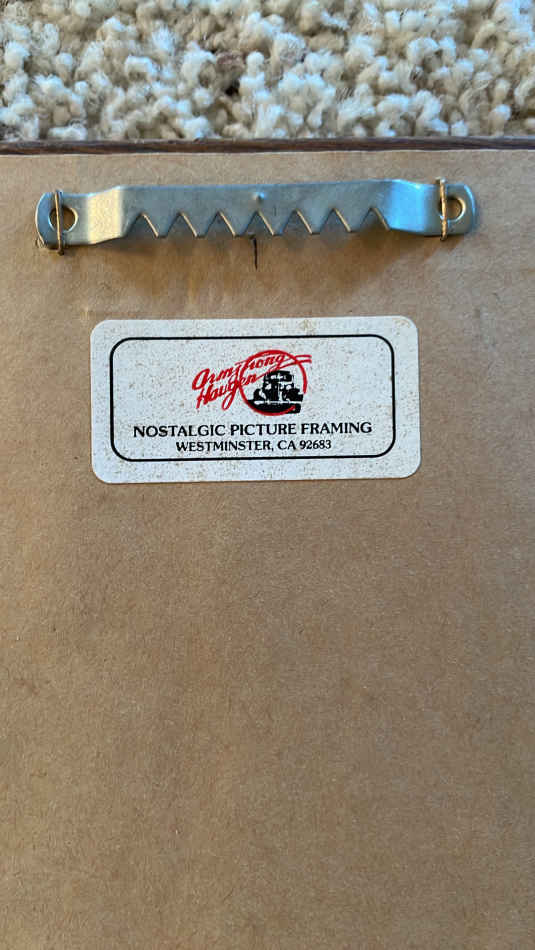 Armstrong
Haugen
NOSTALGIC PICTURE FRAMING
WESTMINSTER, CA 92683